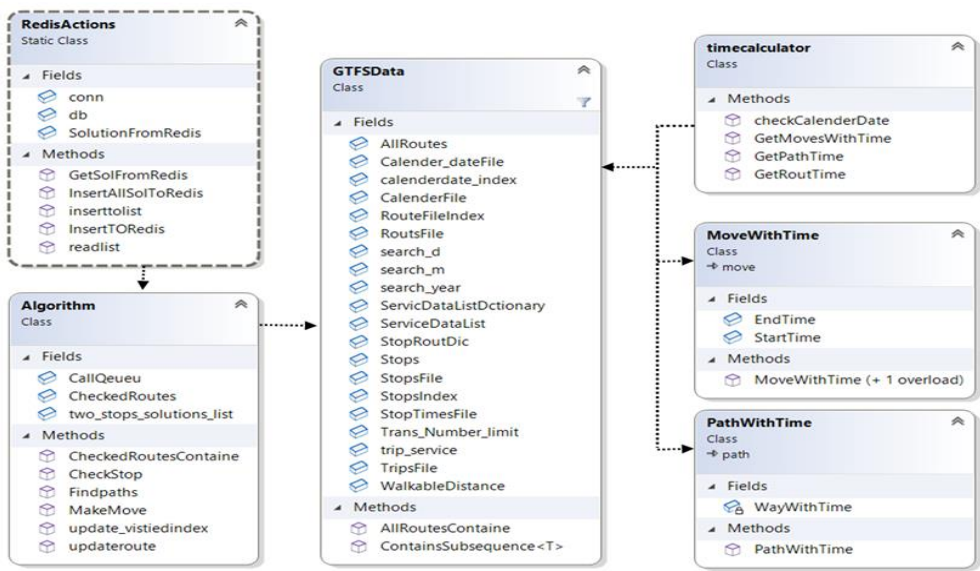 RedisActions
Static Class
Fields
conn
db
SolutionFromRedis
Methods
GetSolFromRedis
InsertAllSolToRedis
inserttolist
InsertTORedis
readlist
Algorithm
Class
Fields
CallQeueu
CheckedRoutes
two_stops_solutions_list
Methods
CheckedRoutesContaine
CheckStop
Findpaths
MakeMove
update_vistiedindex
updateroute
GTFSData
Class
Fields
AllRoutes
Calender_dateFile
calenderdate_index
CalenderFile
RouteFileIndex
RoutsFile
search_d
search_m
search_year
ServicDataListDctionary
ServiceDataList
StopRoutDic
Stops
StopsFile
StopsIndex
StopTimesFile
Trans_Number_limit
trip_service
TripsFile
WalkableDistance
Methods
AllRoutesContaine
ContainsSubsequence<T>
timecalculator
Class
Methods
checkCalenderDate
GetMovesWithTime
GetPathTime
GetRoutTime
MoveWithTime
Class
move
Fields
EndTime
StartTime
Methods
MoveWithTime (+ 1 overload)
PathWithTime
Class
path
Fields
WayWithTime
Methods
PathWithTime